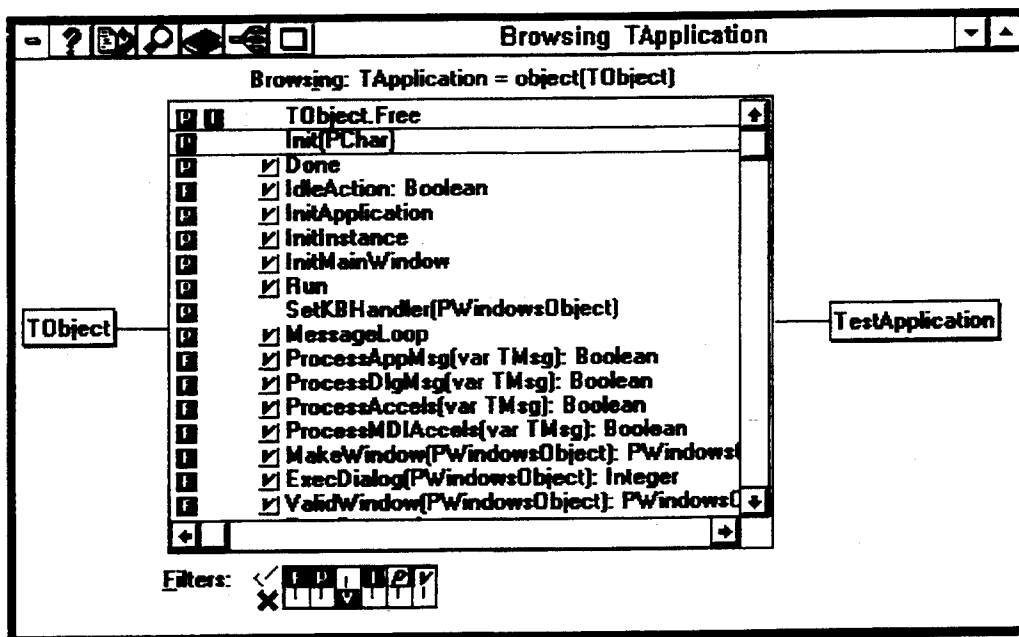 Browsing TApplication
Browsing: TApplication = object(TObject)
P I TObject.Free
P Init(PChar)
P V Done
F V IdleAction: Boolean
P V InitApplication
P V InitInstance
P V InitMainWindow
P V Run
P SetKBHandler(PWindowsObject)
P V MessageLoop
F V ProcessAppMsg(var TMsg): Boolean
F V ProcessDlgMsg(var TMsg): Boolean
F V ProcessAccels(var TMsg): Boolean
F V ProcessMDIAccels(var TMsg): Boolean
F V MakeWindow(PWindowsObject): PWindows
F V ExecDialog(PWindowsObject): Integer
F V ValidWindow(PWindowsObject): PWindowsO
TObject
TestApplication
Filters: F P V I P V